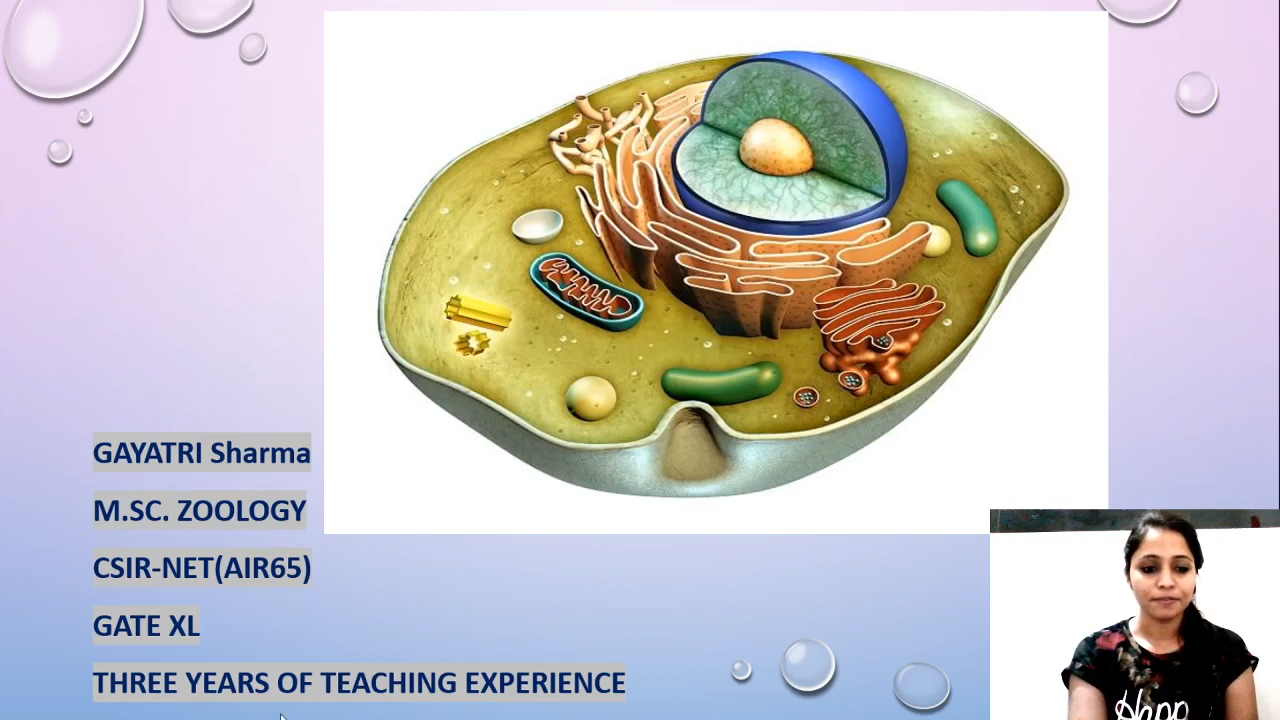 GAYATRI Sharma
M.SC. ZOOLOGY
CSIR-NET(AIR65)
GATE XL
THREE YEARS OF TEACHING EXPERIENCE